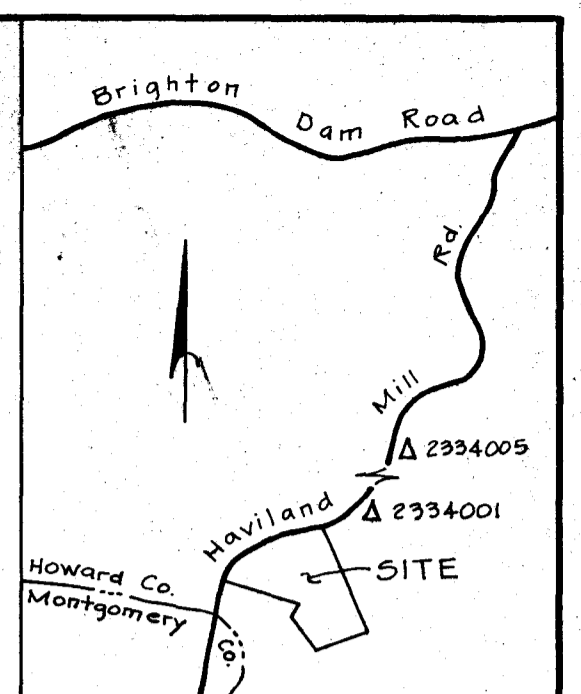 Brighton Dam Road
Rd.
Mill
Δ 2334005
Haviland
Δ 2334001
SITE
Howard Co.
Montgomery Co.